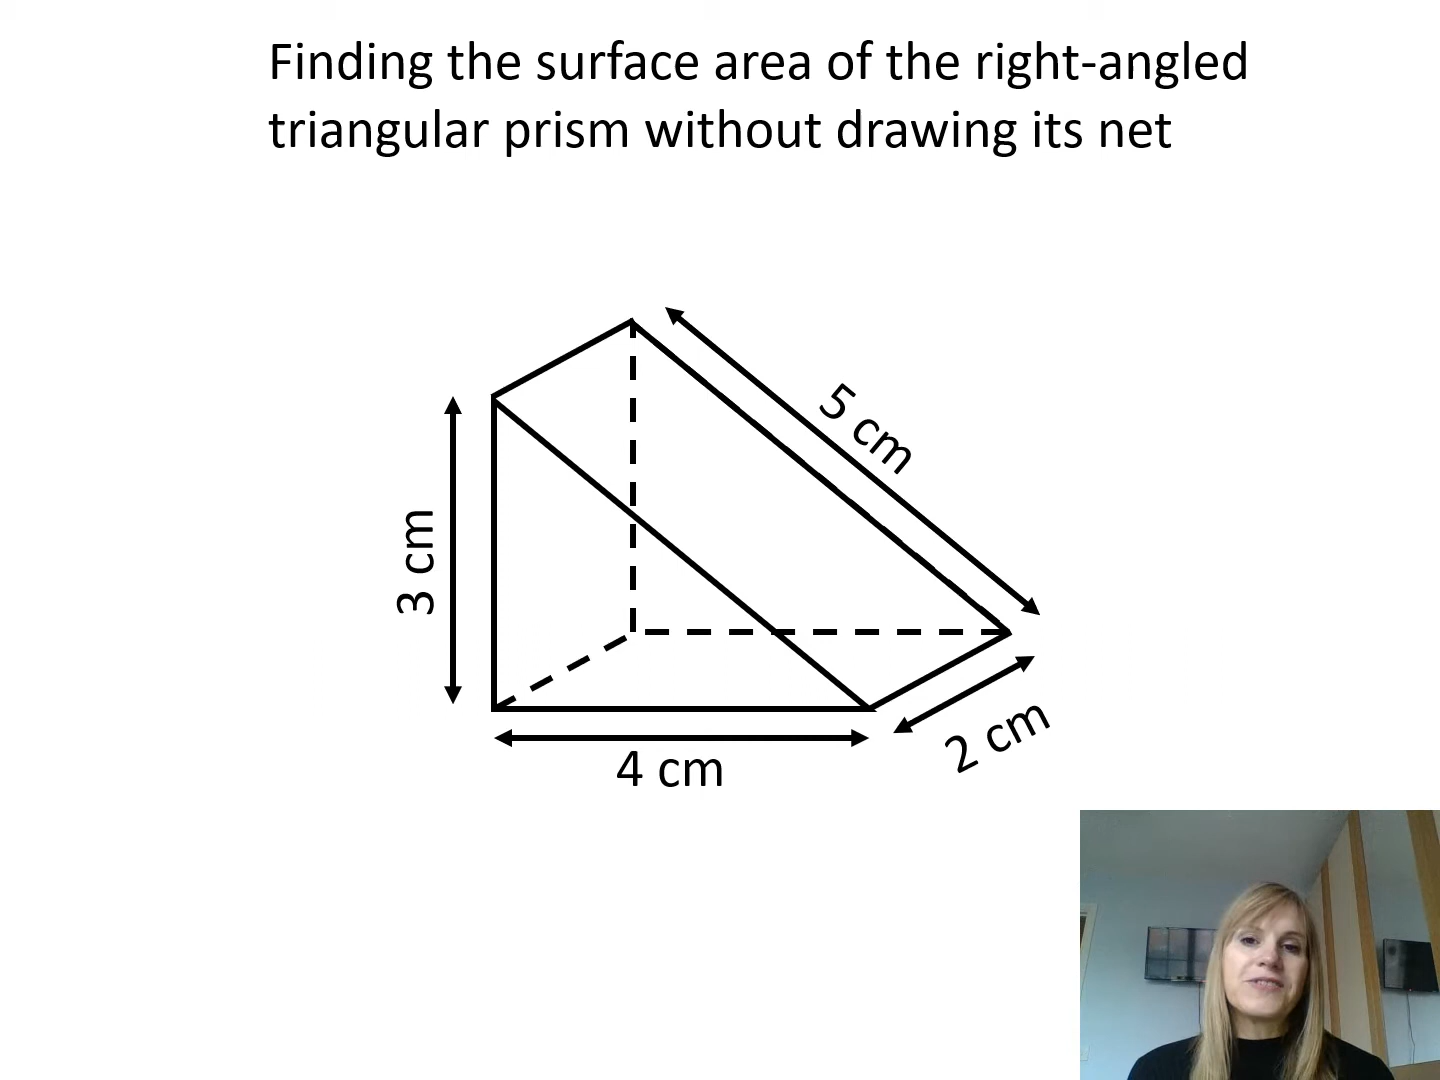 Finding the surface area of the right-angled
triangular prism without drawing its net
5 cm
3 cm
2 cm
4 cm